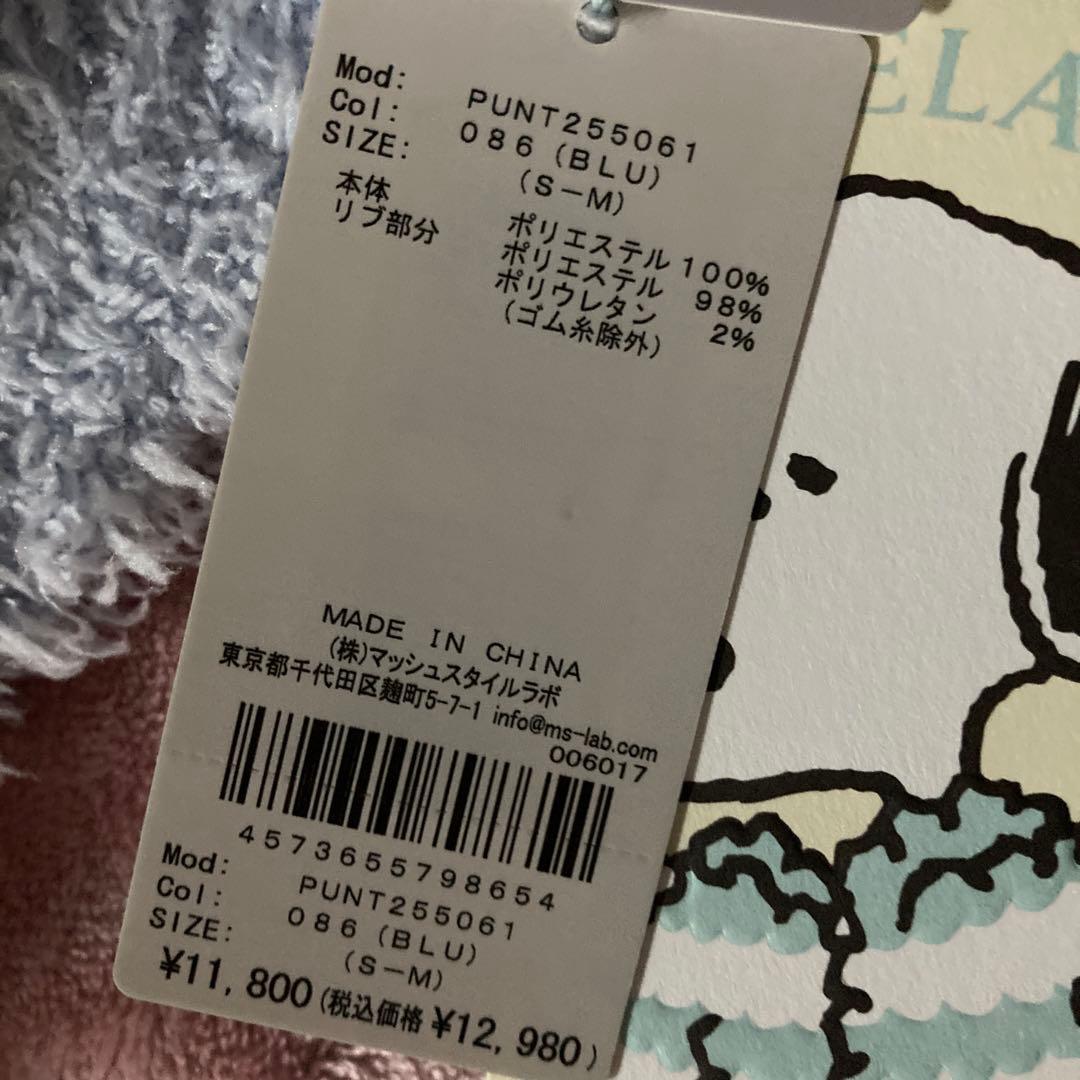 ELA
Mod: PUNT255061
Col: 086 (BLU)
SIZE: (S-M)
本体 ポリエステル 100%
リブ部分 ポリエステル 98%
ポリウレタン 2%
(ゴム糸除外)
MADE IN CHINA
(株)マッシュスタイルラボ
東京都千代田区麹町5-7-1 info@ms-lab.com
006017
4573655798654
Mod: PUNT255061
Col: 086 (BLU)
SIZE: (S-M)
¥11,800 (税込価格 ¥12,980)